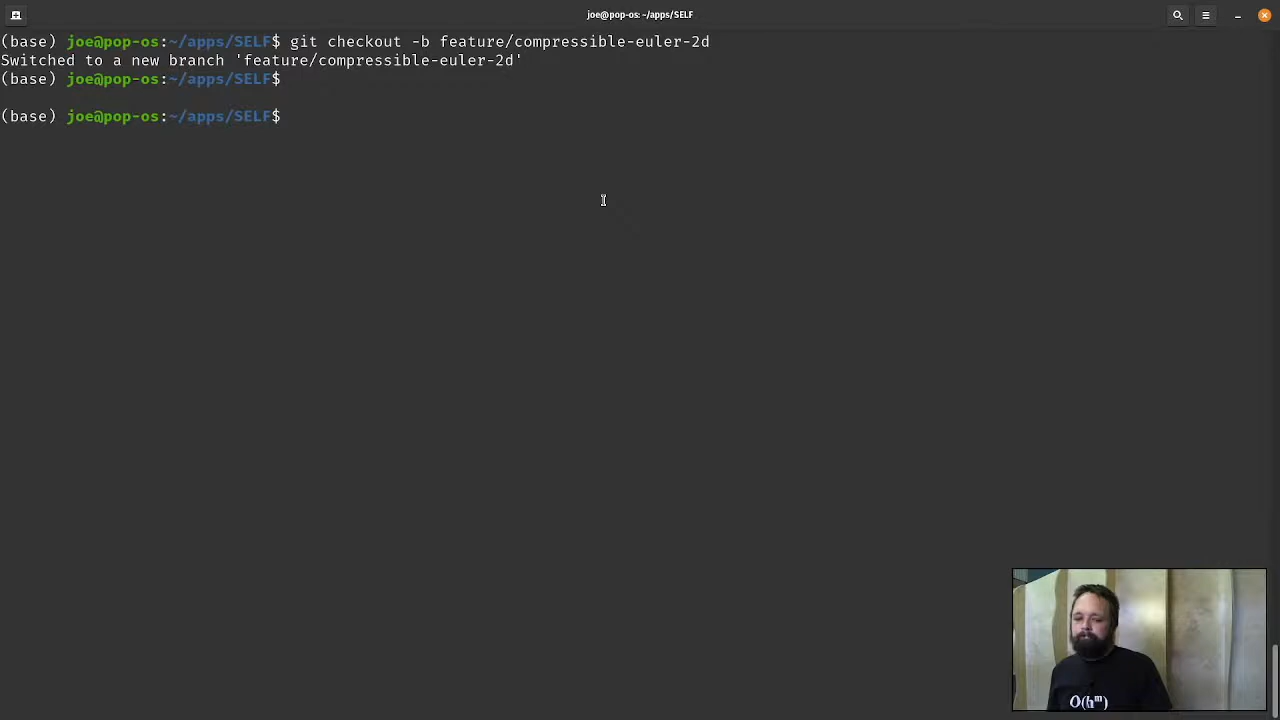 joe@pop-os: ~/apps/SELF
(base) joe@pop-os:~/apps/SELF$ git checkout -b feature/compressible-euler-2d
Switched to a new branch 'feature/compressible-euler-2d'
(base) joe@pop-os:~/apps/SELF$
(base) joe@pop-os:~/apps/SELF$
O(hᵐ)